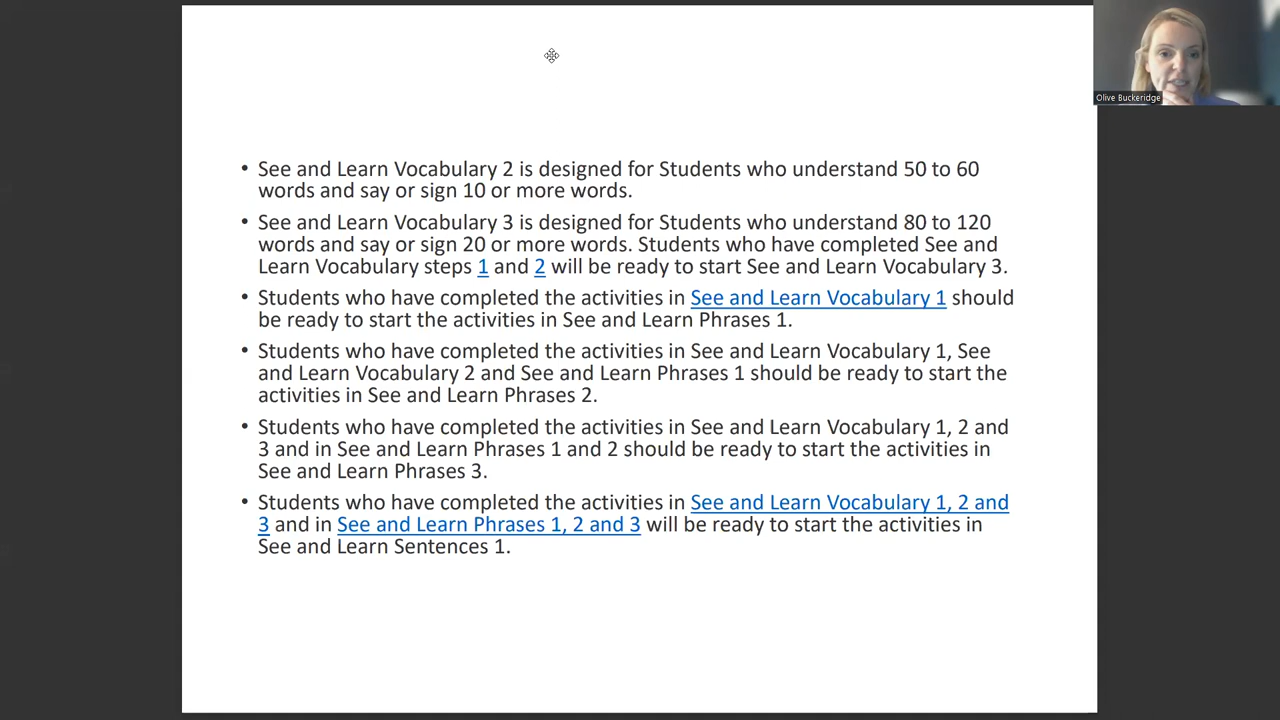 • See and Learn Vocabulary 2 is designed for Students who understand 50 to 60
words and say or sign 10 or more words.
• See and Learn Vocabulary 3 is designed for Students who understand 80 to 120
words and say or sign 20 or more words. Students who have completed See and
Learn Vocabulary steps 1 and 2 will be ready to start See and Learn Vocabulary 3.
• Students who have completed the activities in See and Learn Vocabulary 1 should
be ready to start the activities in See and Learn Phrases 1.
• Students who have completed the activities in See and Learn Vocabulary 1, See
and Learn Vocabulary 2 and See and Learn Phrases 1 should be ready to start the
activities in See and Learn Phrases 2.
• Students who have completed the activities in See and Learn Vocabulary 1, 2 and
3 and in See and Learn Phrases 1 and 2 should be ready to start the activities in
See and Learn Phrases 3.
• Students who have completed the activities in See and Learn Vocabulary 1, 2 and
3 and in See and Learn Phrases 1, 2 and 3 will be ready to start the activities in
See and Learn Sentences 1.
Olive Buckeridge